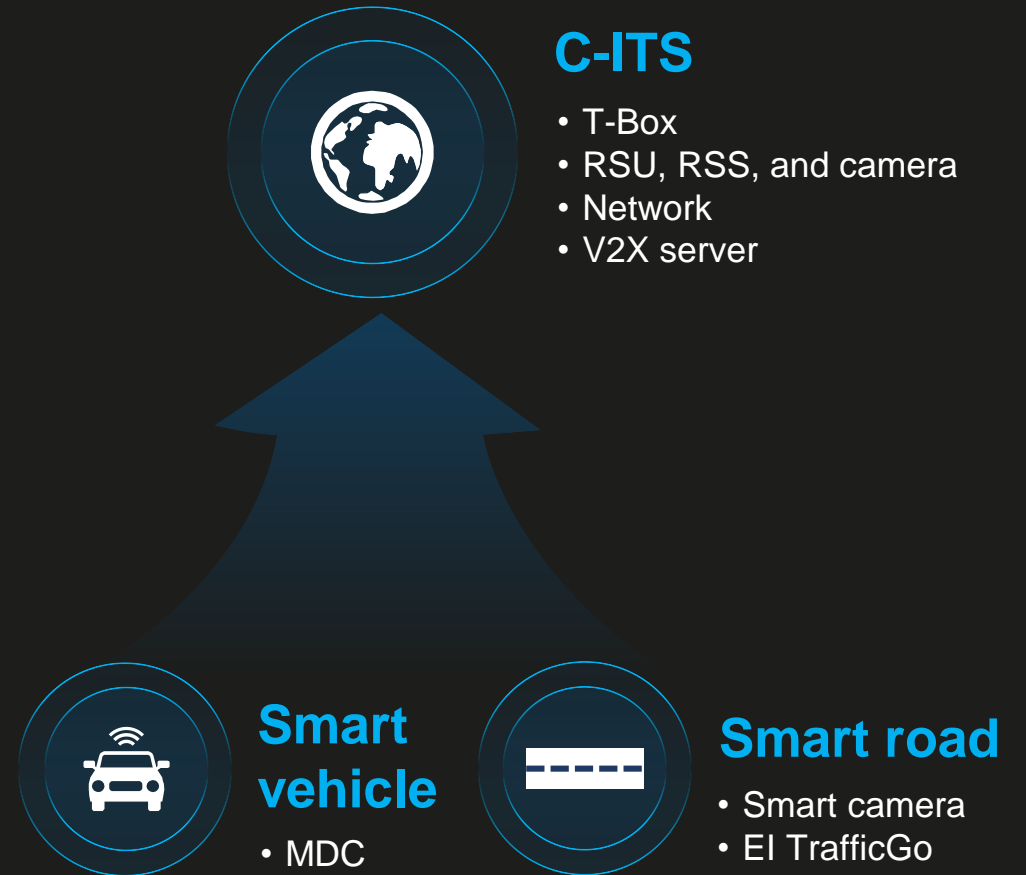 C-ITS
• T-Box
• RSU, RSS, and camera
• Network
• V2X server
Smart
vehicle
• MDC
Smart road
• Smart camera
• EI TrafficGo